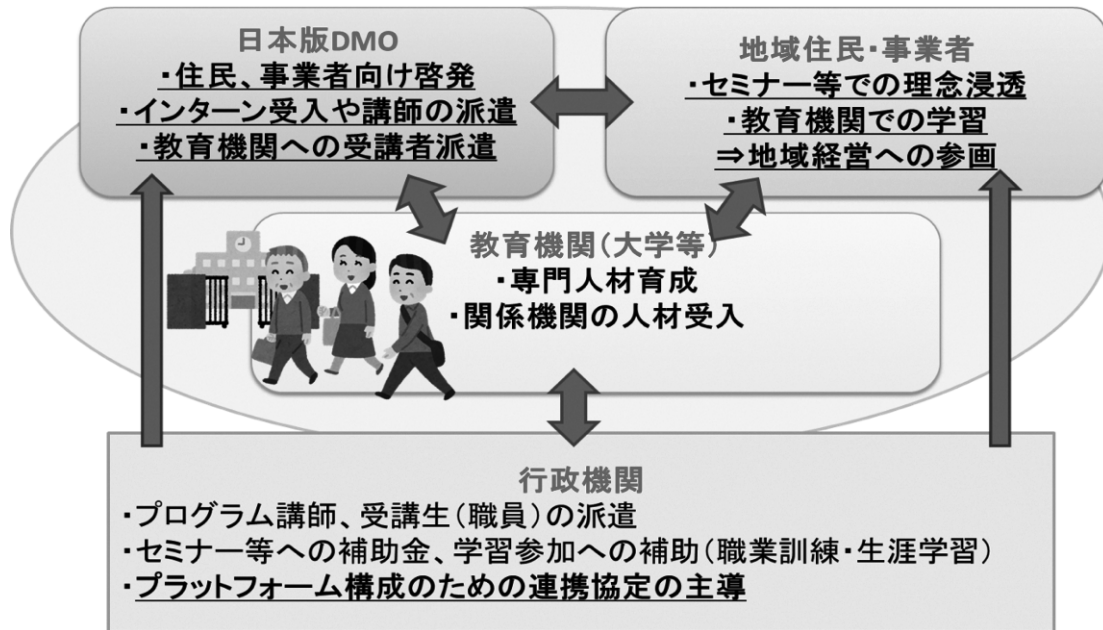 日本版DMO
・住民、事業者向け啓発
・インターン受入や講師の派遣
・教育機関への受講者派遣
地域住民・事業者
・セミナー等での理念浸透
・教育機関での学習
⇒地域経営への参画
教育機関(大学等)
・専門人材育成
・関係機関の人材受入
行政機関
・プログラム講師、受講生(職員)の派遣
・セミナー等への補助金、学習参加への補助(職業訓練・生涯学習)
・プラットフォーム構成のための連携協定の主導